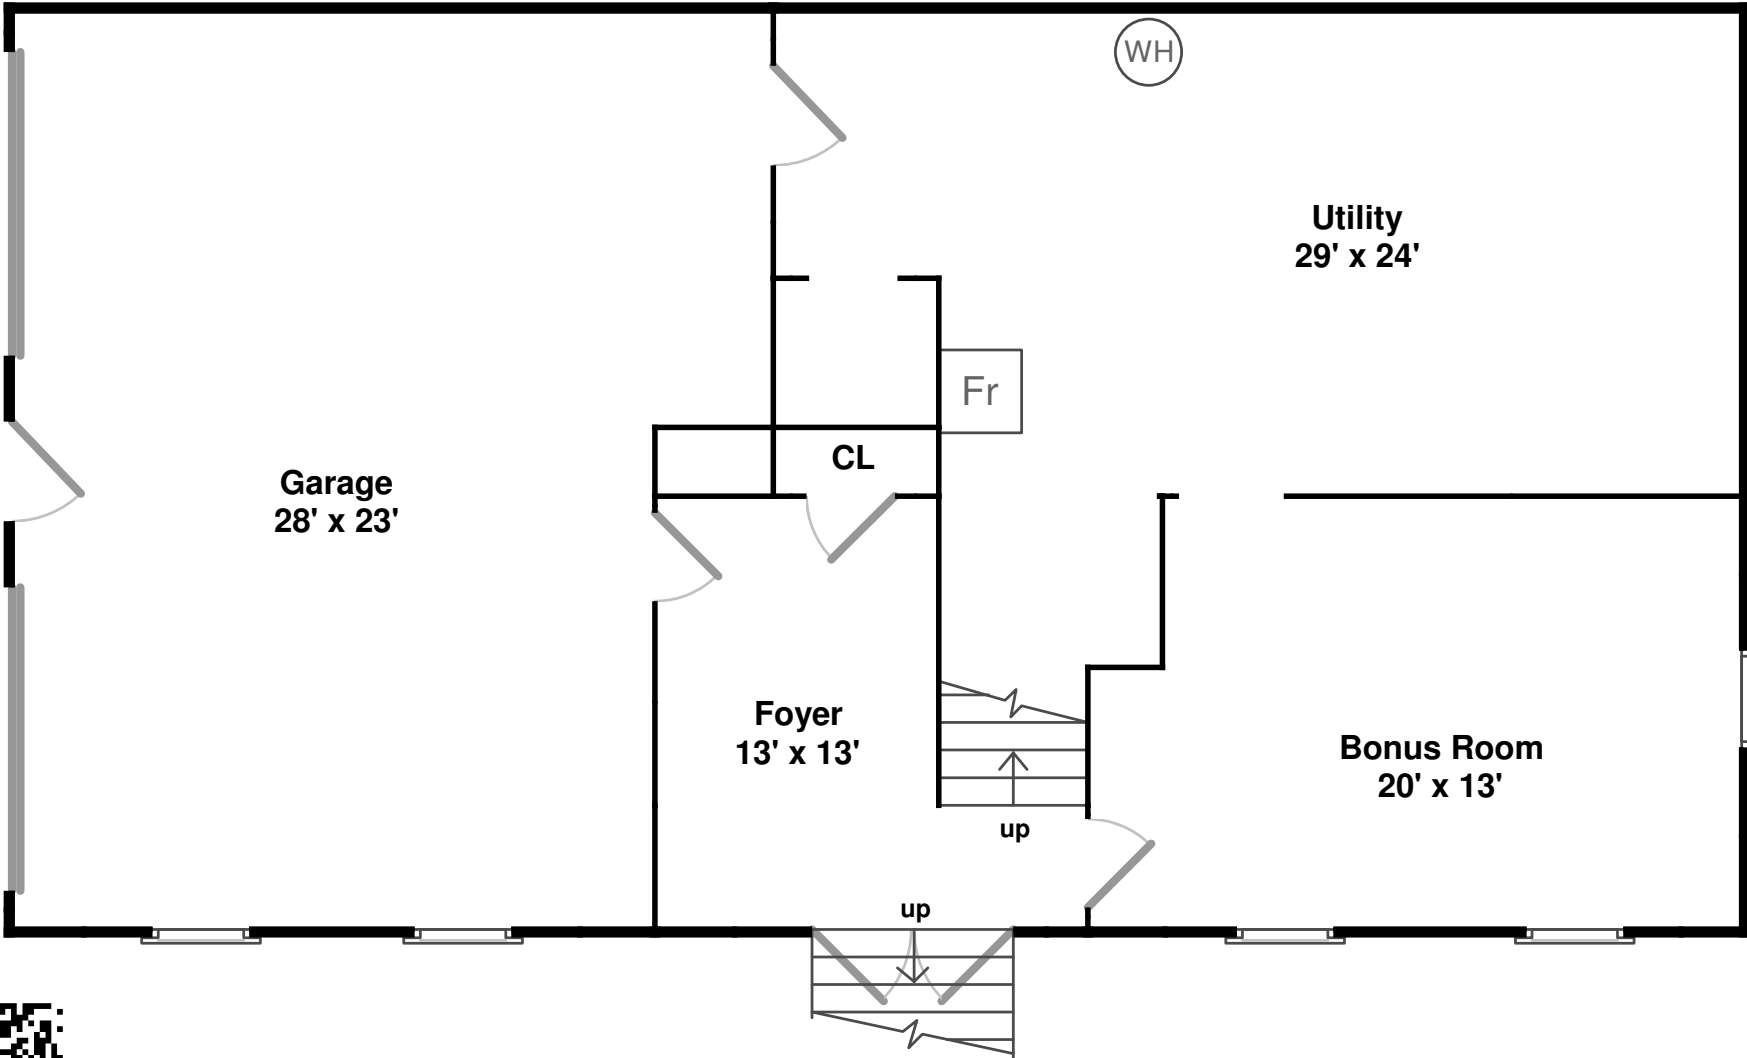 WH
Utility
29' x 24'
Fr
CL
Garage
28' x 23'
Foyer
13' x 13'
Bonus Room
20' x 13'
up
up